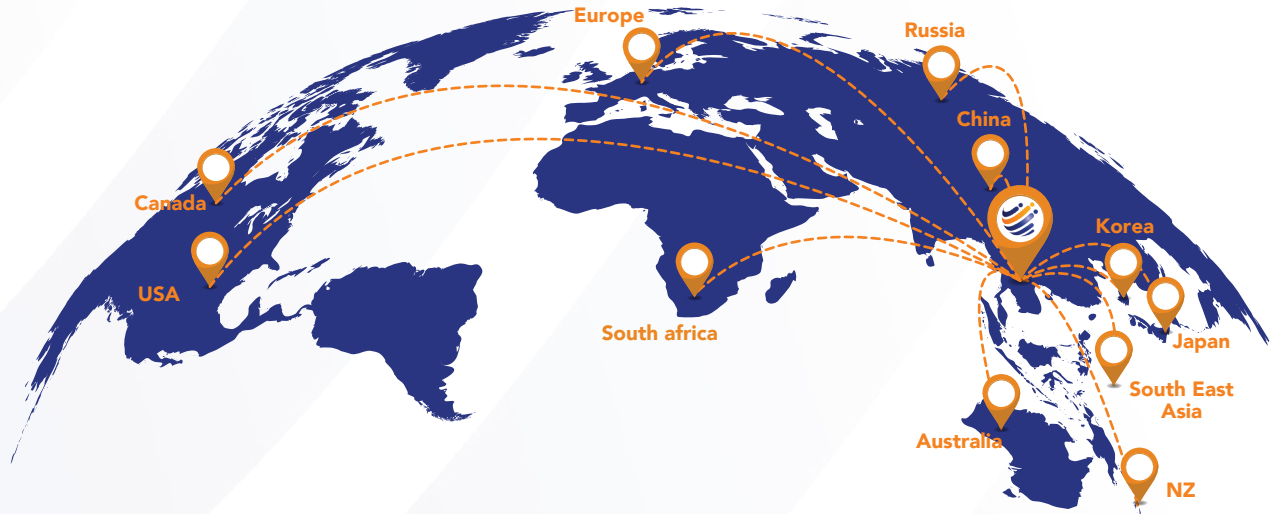 Europe
Russia
China
Canada
Korea
USA
South africa
Japan
South East
Asia
Australia
NZ